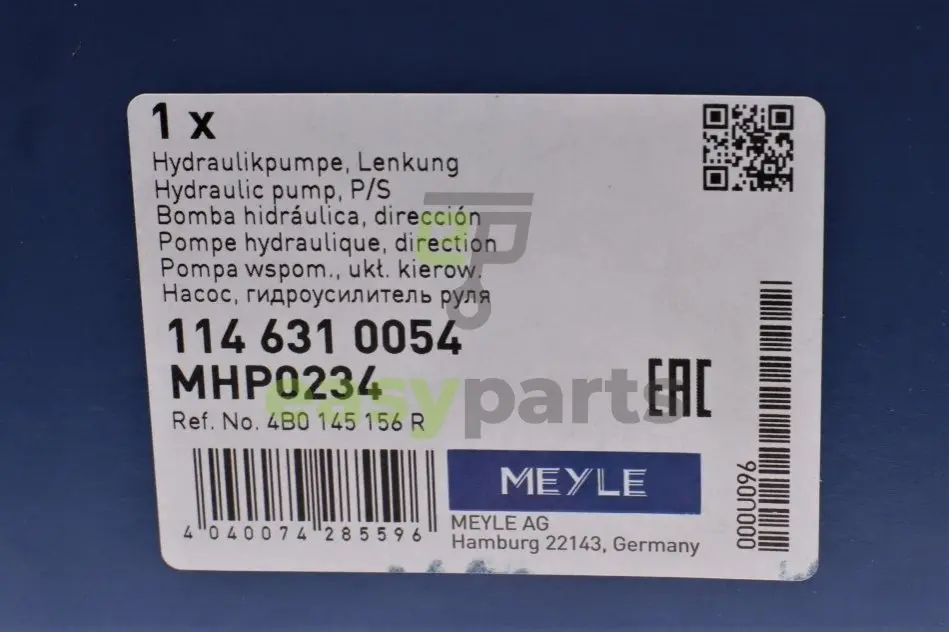 1 x
Hydraulikpumpe, Lenkung
Hydraulic pump, P/S
Bomba hidráulica, dirección
Pompe hydraulique, direction
Pompa wspom., ukł. kierow.
Насос, гидроусилитель руля
114 631 0054
MHP0234
Ref. No. 4B0 145 156 R
EAC
ep
easyparts
4 040074 285596
MEYLE
MEYLE AG
Hamburg 22143, Germany
000U096